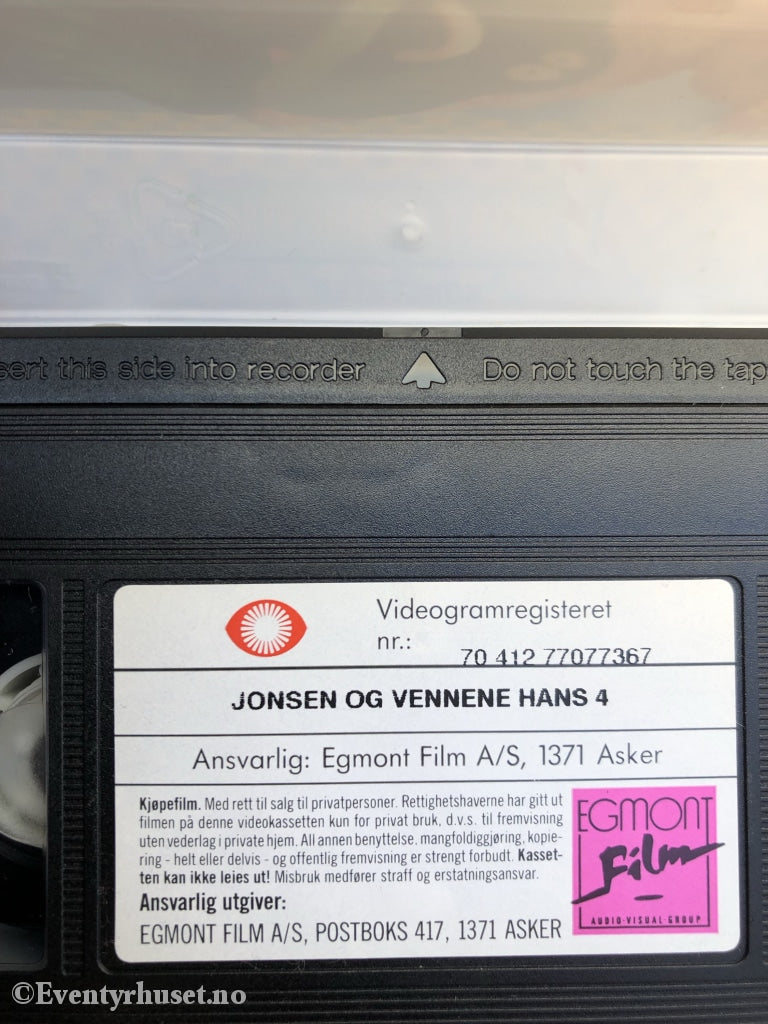 sert this side into recorder Do not touch the tap
Videogramregisteret
nr.: 70 412 77077367
JONSEN OG VENNENE HANS 4
Ansvarlig: Egmont Film A/S, 1371 Asker
Kjøpefilm. Med rett til salg til privatpersoner. Rettighetshaverne har gitt ut
filmen på denne videokassetten kun for privat bruk, d.v.s. til fremvisning
uten vederlag i private hjem. All annen benyttelse, mangfoldiggjøring, kopie-
ring - helt eller delvis - og offentlig fremvisning er strengt forbudt. Kasset-
ten kan ikke leies ut! Misbruk medfører straff og erstatningsansvar.
Ansvarlig utgiver:
EGMONT FILM A/S, POSTBOKS 417, 1371 ASKER
EGMONT
Film
AUDIO-VISUAL GROUP
©Eventyrhuset.no